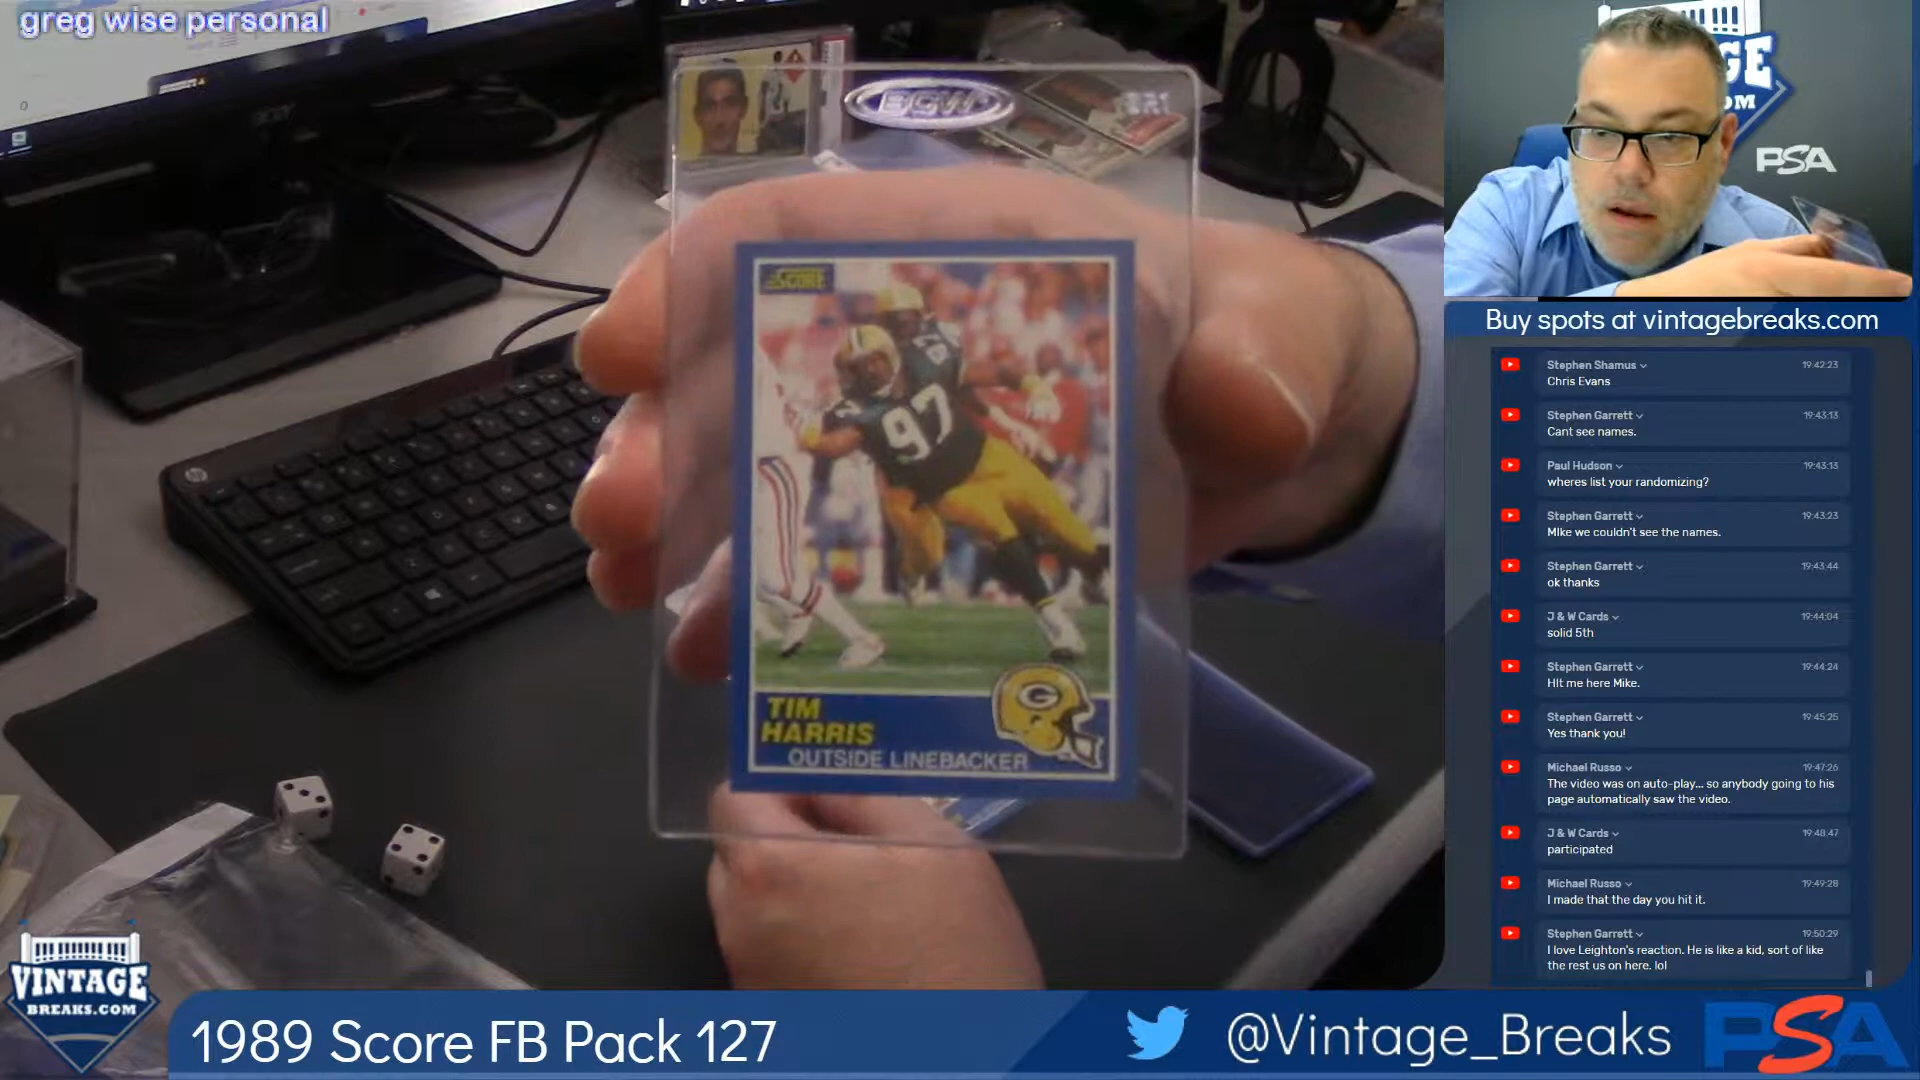 greg wise personal
BCW
SCORE
97
TIM
HARRIS
OUTSIDE LINEBACKER
G
hp
GE
OM
PSA
Buy spots at vintagebreaks.com
Stephen Shamus 19:42:23
Chris Evans
Stephen Garrett 19:43:13
Cant see names.
Paul Hudson 19:43:13
wheres list your randomizing?
Stephen Garrett 19:43:23
MIke we couldn't see the names.
Stephen Garrett 19:43:44
ok thanks
J & W Cards 19:44:04
solid 5th
Stephen Garrett 19:44:24
HIt me here Mike.
Stephen Garrett 19:45:25
Yes thank you!
Michael Russo 19:47:26
The video was on auto-play... so anybody going to his
page automatically saw the video.
J & W Cards 19:48:47
participated
Michael Russo 19:49:28
I made that the day you hit it.
Stephen Garrett 19:50:29
I love Leighton's reaction. He is like a kid, sort of like
the rest us on here. lol
VINTAGE
BREAKS.COM
1989 Score FB Pack 127
@Vintage_Breaks
PSA